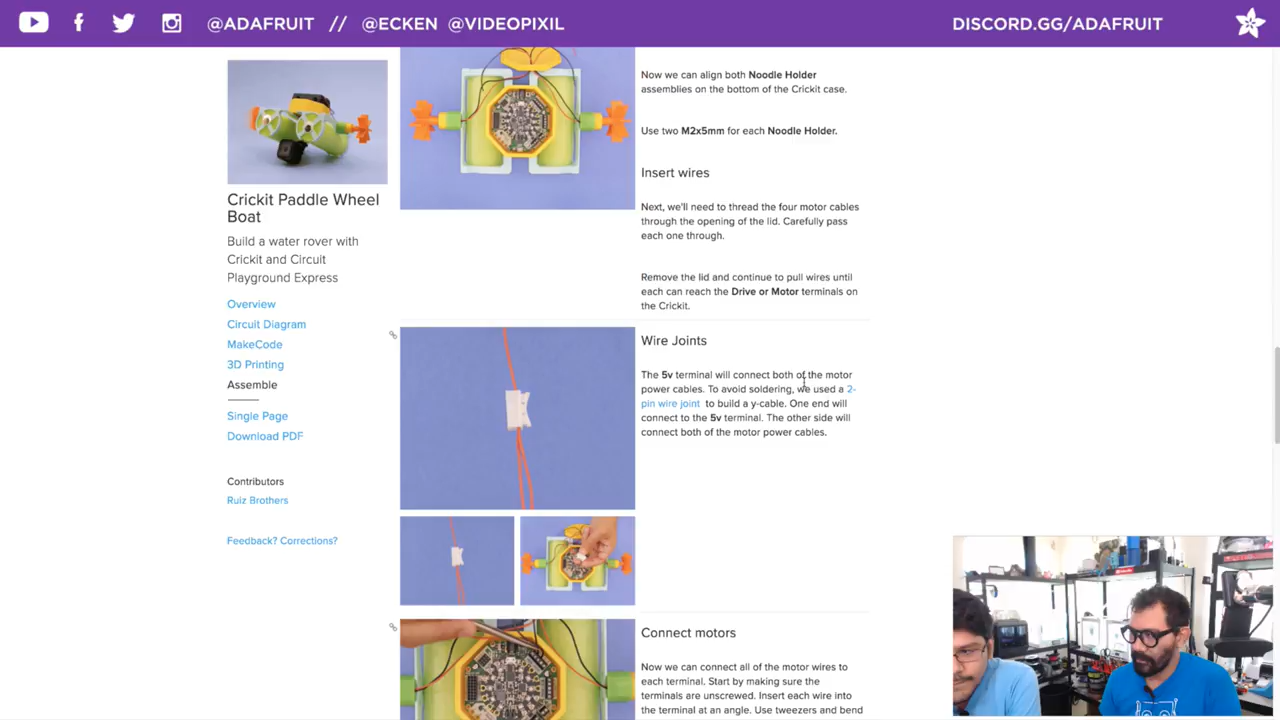 @ADAFRUIT // @ECKEN @VIDEOPIXIL
DISCORD.GG/ADAFRUIT
Crickit Paddle Wheel
Boat
Build a water rover with
Crickit and Circuit
Playground Express
Overview
Circuit Diagram
MakeCode
3D Printing
Assemble
Single Page
Download PDF
Contributors
Ruiz Brothers
Feedback? Corrections?
Now we can align both Noodle Holder
assemblies on the bottom of the Crickit case.
Use two M2x5mm for each Noodle Holder.
Insert wires
Next, we'll need to thread the four motor cables
through the opening of the lid. Carefully pass
each one through.
Remove the lid and continue to pull wires until
each can reach the Drive or Motor terminals on
the Crickit.
Wire Joints
The 5v terminal will connect both of the motor
power cables. To avoid soldering, we used a 2-
pin wire joint to build a y-cable. One end will
connect to the 5v terminal. The other side will
connect both of the motor power cables.
Connect motors
Now we can connect all of the motor wires to
each terminal. Start by making sure the
terminals are unscrewed. Insert each wire into
the terminal at an angle. Use tweezers and bend